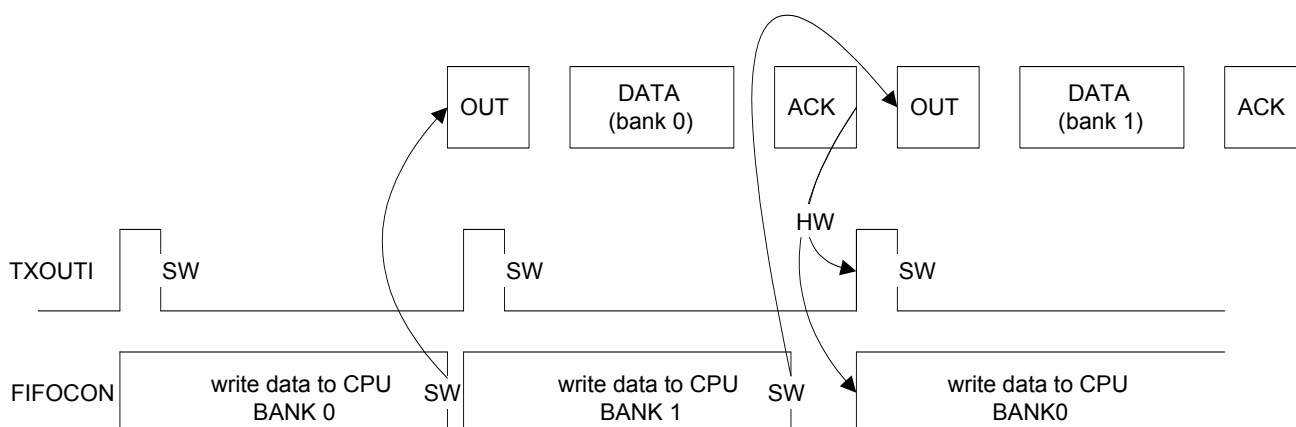 OUT
DATA
(bank 0)
ACK
OUT
DATA
(bank 1)
ACK
HW
TXOUTI
SW
SW
SW
FIFOCON
write data to CPU
BANK 0
SW
write data to CPU
BANK 1
SW
write data to CPU
BANK0